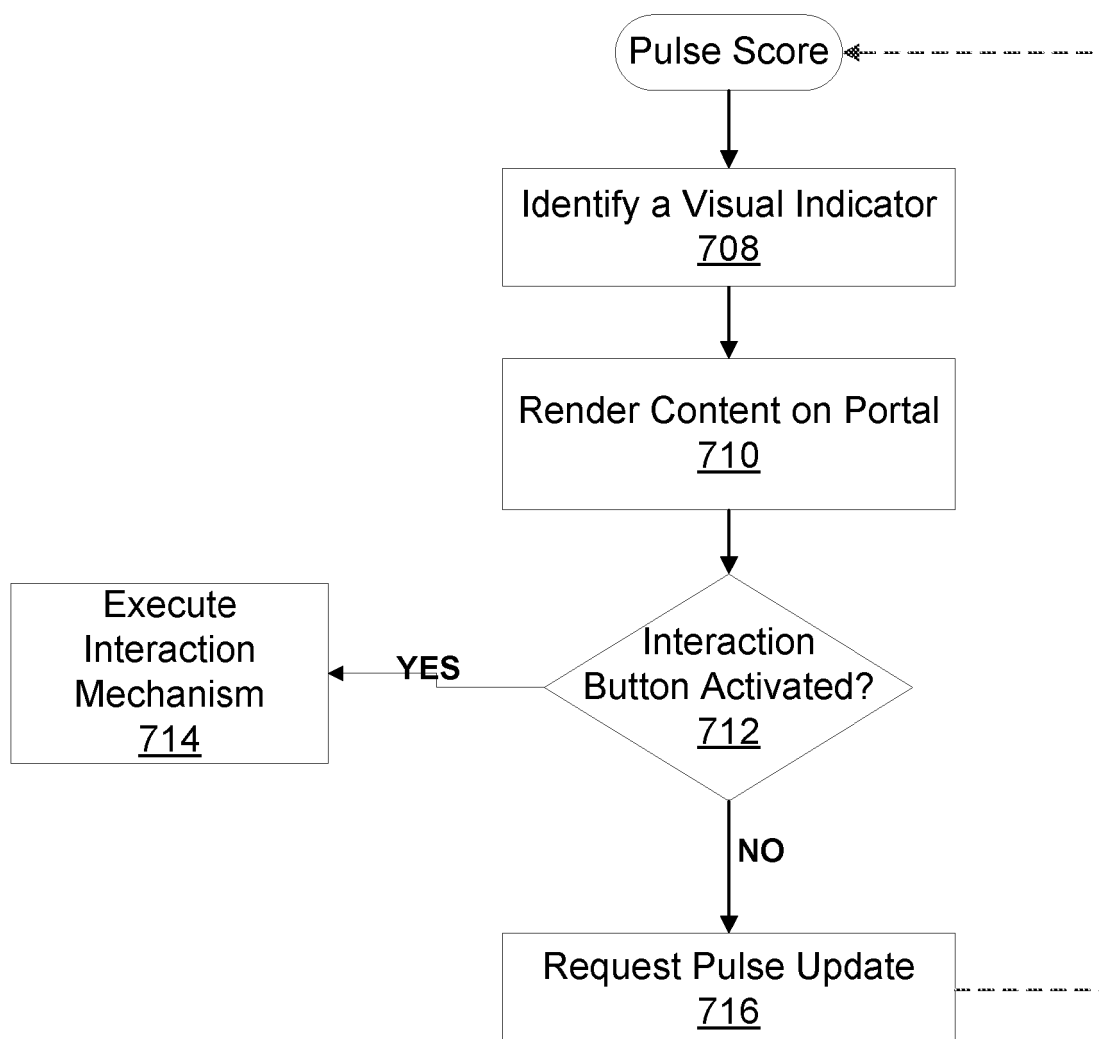 Pulse Score
Identify a Visual Indicator
708
Render Content on Portal
710
Interaction
Button Activated?
712
YES
Execute
Interaction
Mechanism
714
NO
Request Pulse Update
716